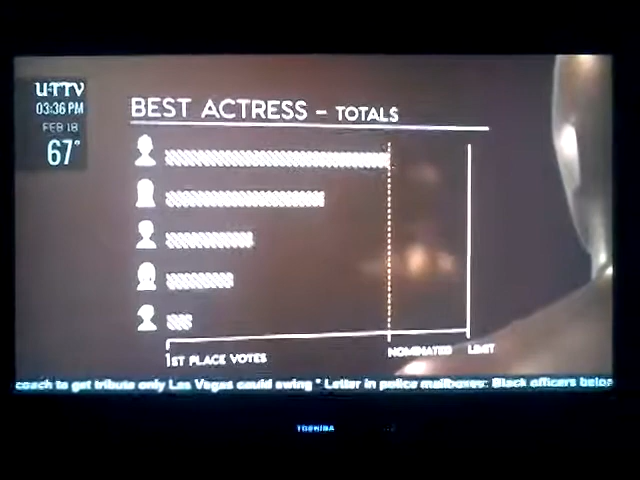 U-TTV
03:36 PM
FEB 18
67°
BEST ACTRESS - TOTALS
1ST PLACE VOTES
NOMINATED
LIMIT
coach to get tribute only Las Vegas could swing * Letter in police mailboxes: Black officers belon
TOSHIBA